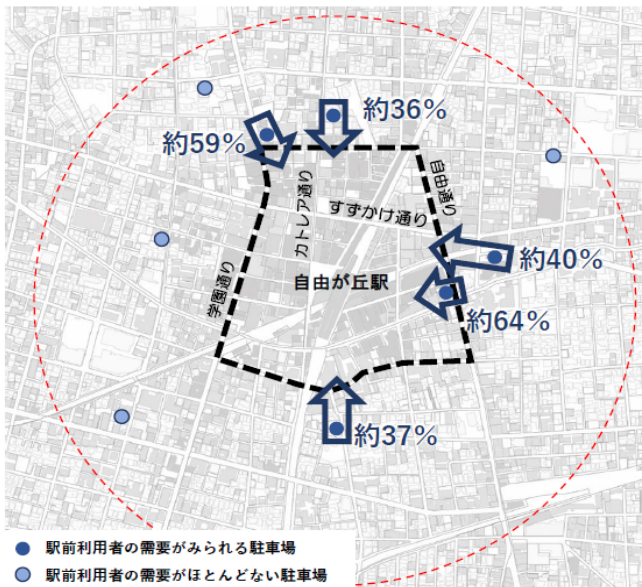 約36%
約59%
自由通り
カトレア通り
すずかけ通り
約40%
自由が丘駅
学園通り
約64%
約37%
駅前利用者の需要がみられる駐車場
駅前利用者の需要がほとんどない駐車場